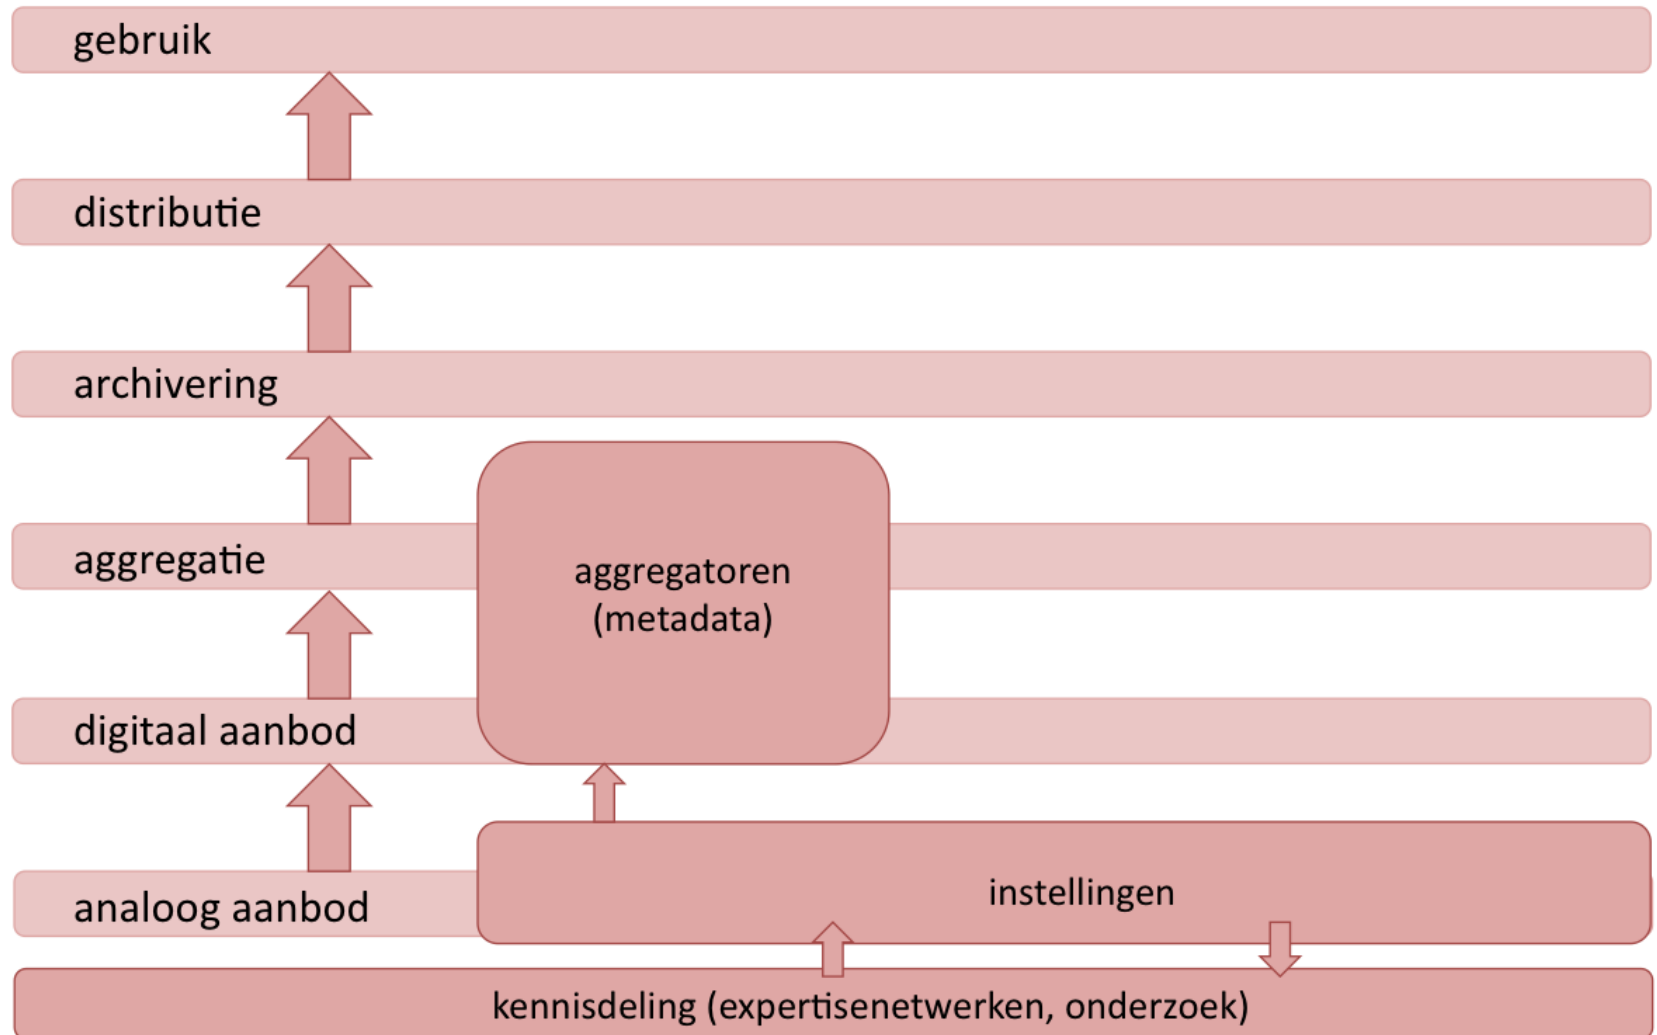 gebruik
distributie
archivering
aggregatie
aggregatoren
(metadata)
digitaal aanbod
instellingen
analoog aanbod
kennisdeling (expertisenetwerken, onderzoek)